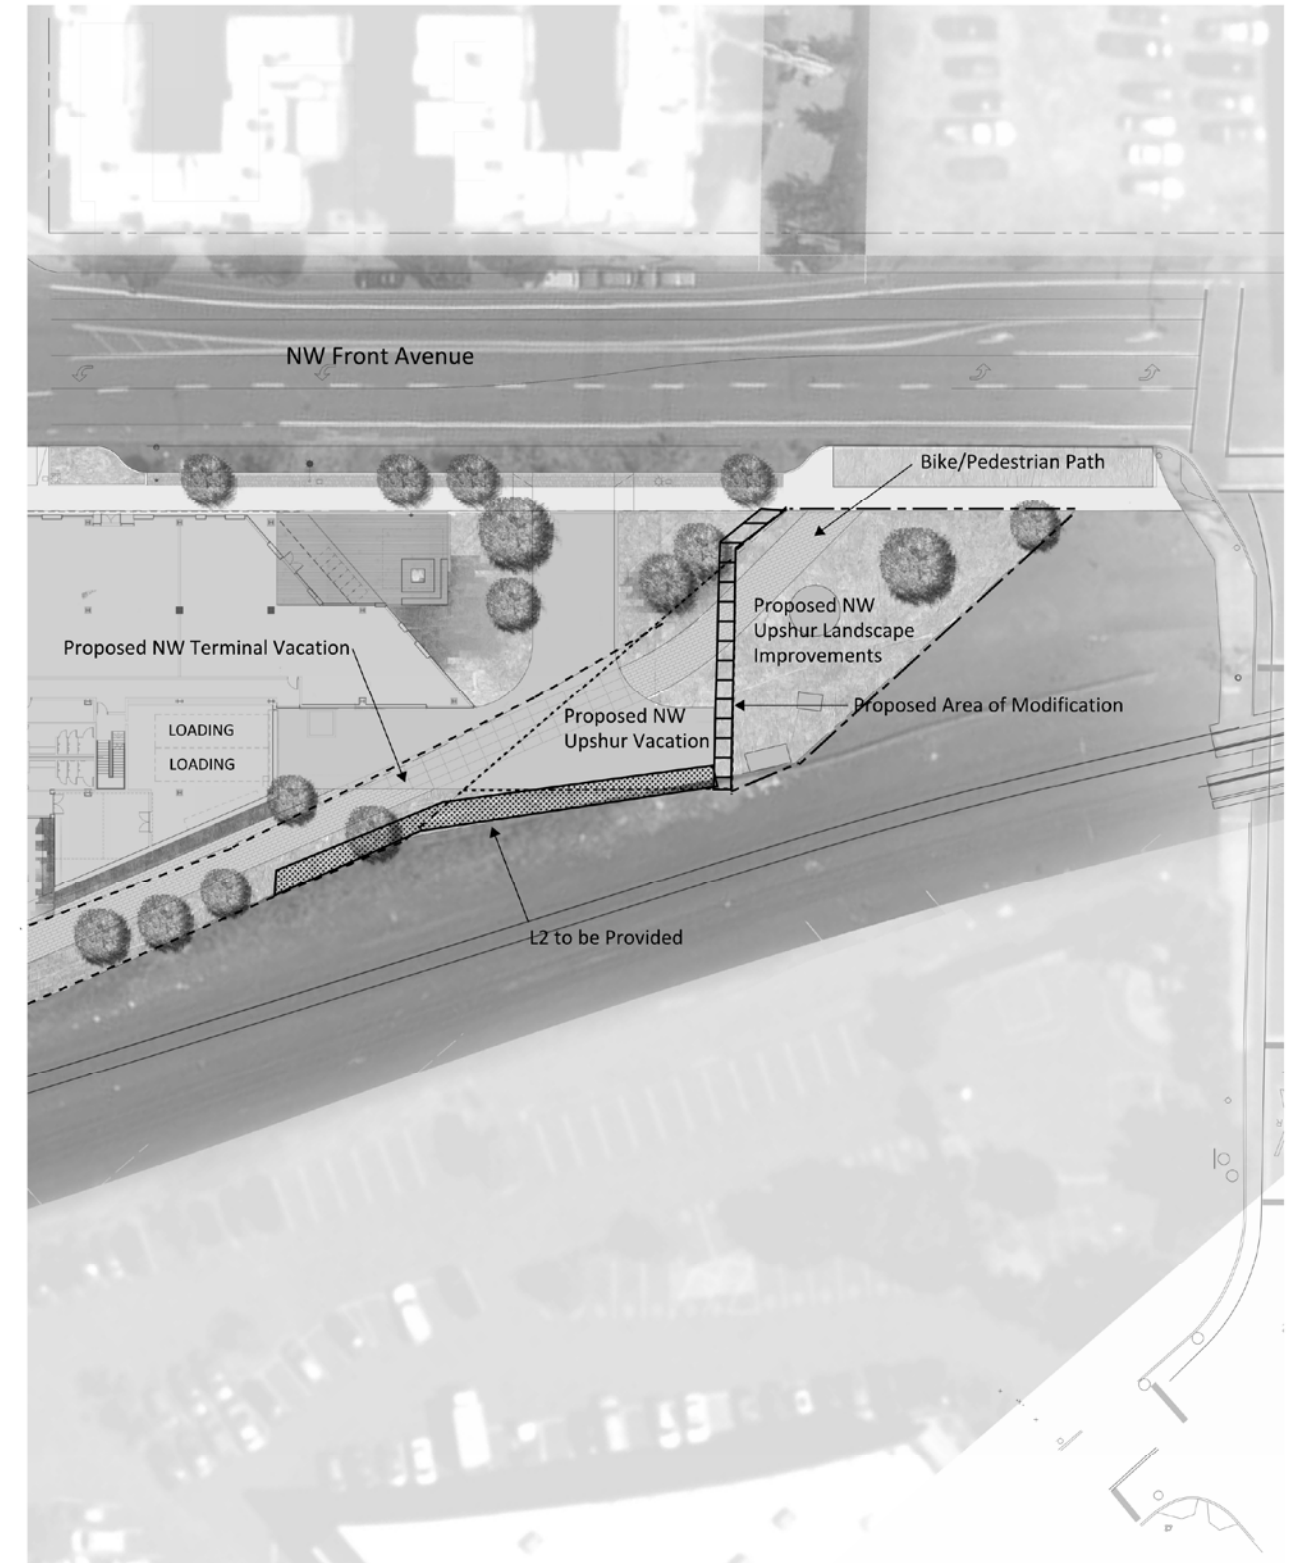 NW Front Avenue
Bike/Pedestrian Path
Proposed NW
Upshur Landscape
Improvements
Proposed NW Terminal Vacation
Proposed Area of Modification
Proposed NW
Upshur Vacation
LOADING
LOADING
L2 to be Provided